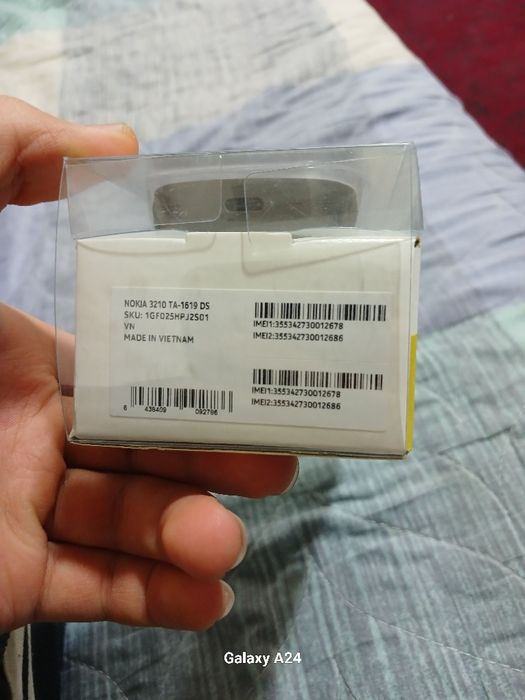 NOKIA 3210 TA-1619 DS
SKU: 1GF025HPJ2S01
VN
MADE IN VIETNAM
IMEI1:355342730012678
IMEI2:355342730012686
IMEI1:355342730012678
IMEI2:355342730012686
6 438409 092786
Galaxy A24